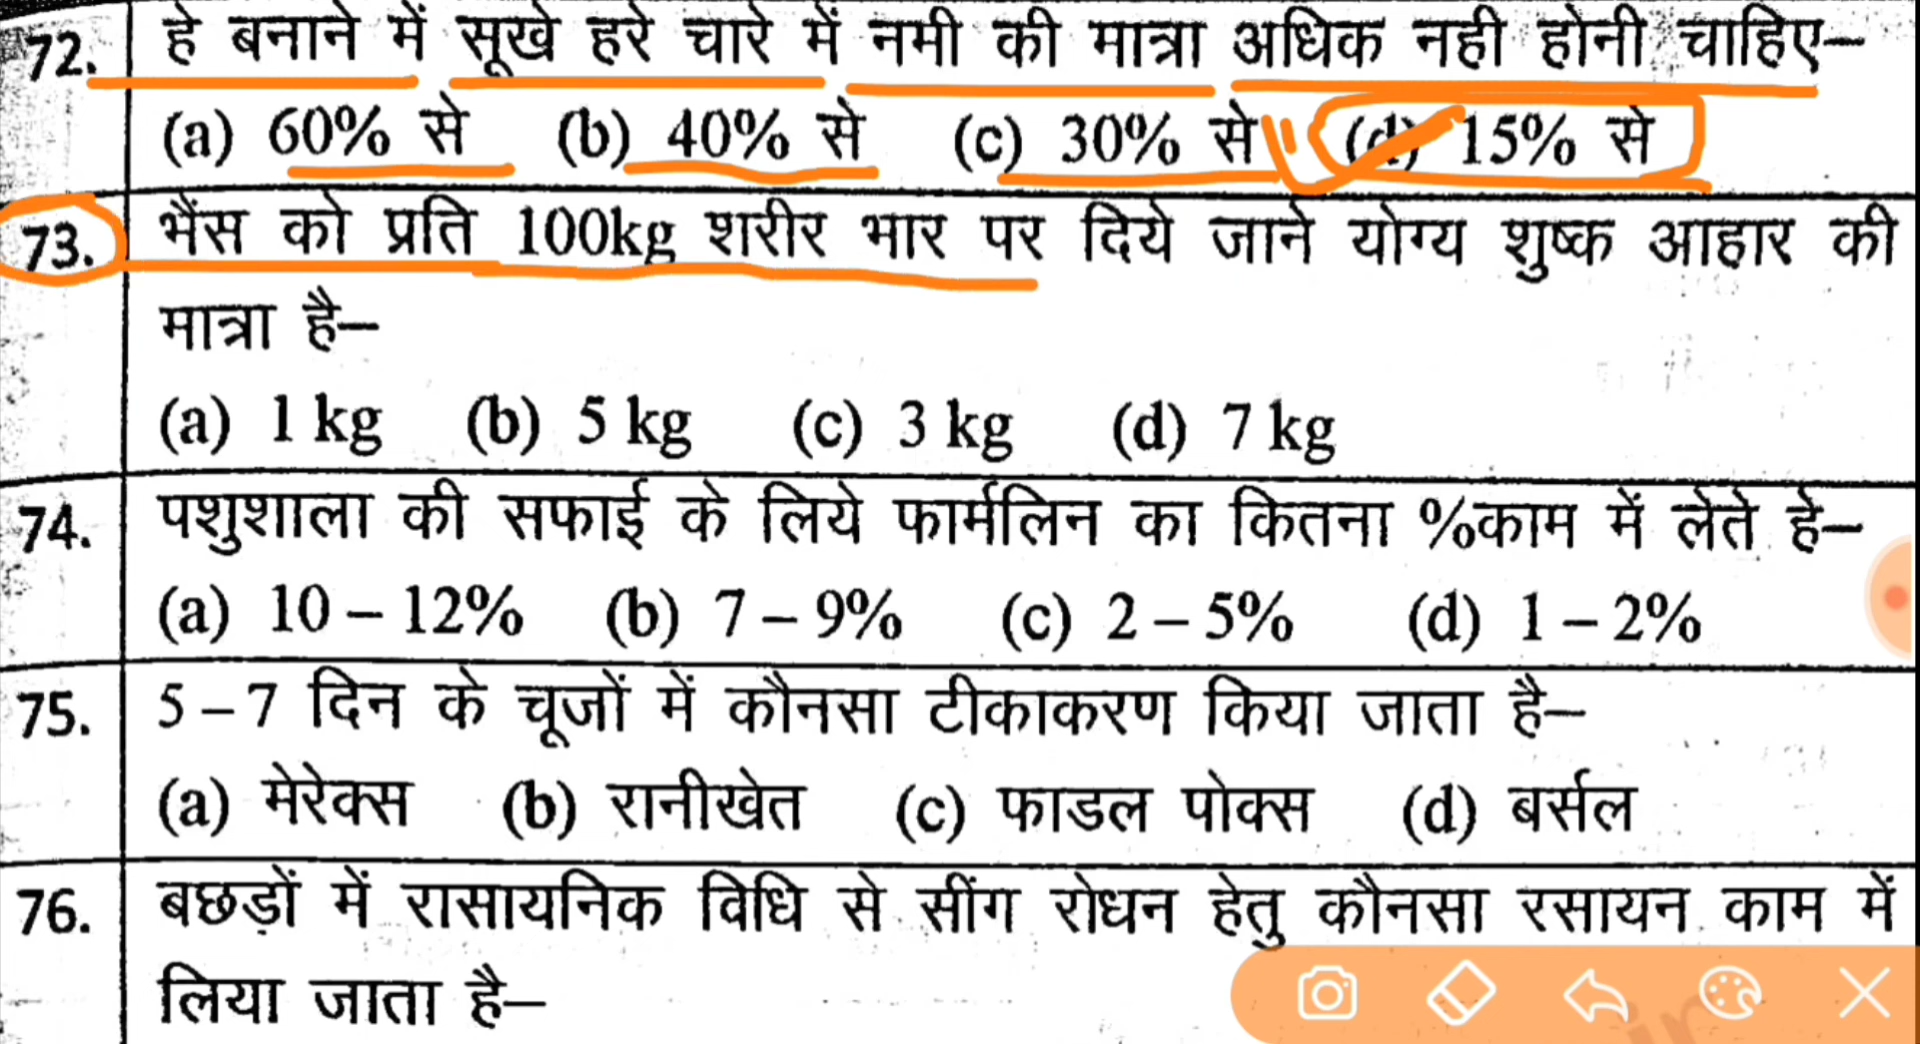 72. हे बनाने में सूखे हरे चारे में नमी की मात्रा अधिक नही होनी चाहिए–
(a) 60% से (b) 40% से (c) 30% से (d) 15% से
73. भैंस को प्रति 100kg शरीर भार पर दिये जाने योग्य शुष्क आहार की
मात्रा है–
(a) 1 kg (b) 5 kg (c) 3 kg (d) 7 kg
74. पशुशाला की सफाई के लिये फार्मलिन का कितना %काम में लेते हे–
(a) 10 – 12% (b) 7 – 9% (c) 2 – 5% (d) 1 – 2%
75. 5 – 7 दिन के चूजों में कौनसा टीकाकरण किया जाता है–
(a) मेरेक्स (b) रानीखेत (c) फाडल पोक्स (d) बर्सल
76. बछड़ों में रासायनिक विधि से सींग रोधन हेतु कौनसा रसायन काम में
लिया जाता है–